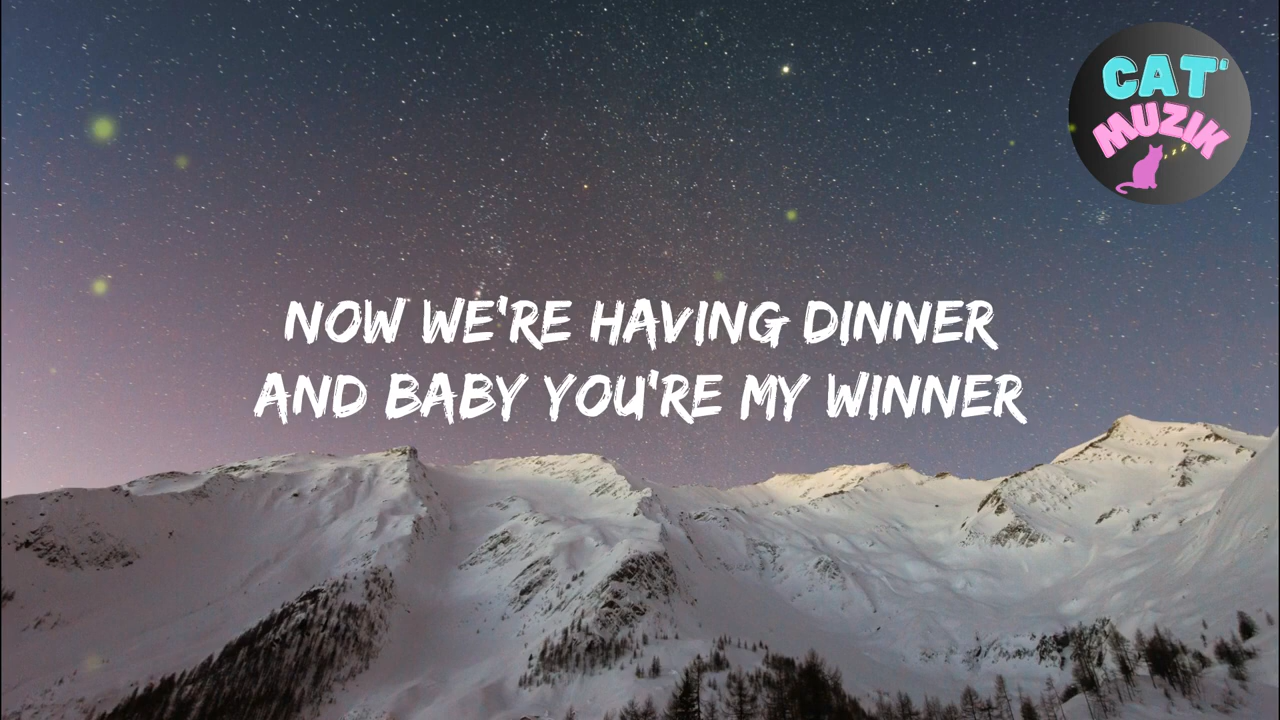 CAT'
MUZIK
z z z
NOW WE'RE HAVING DINNER
AND BABY YOU'RE MY WINNER